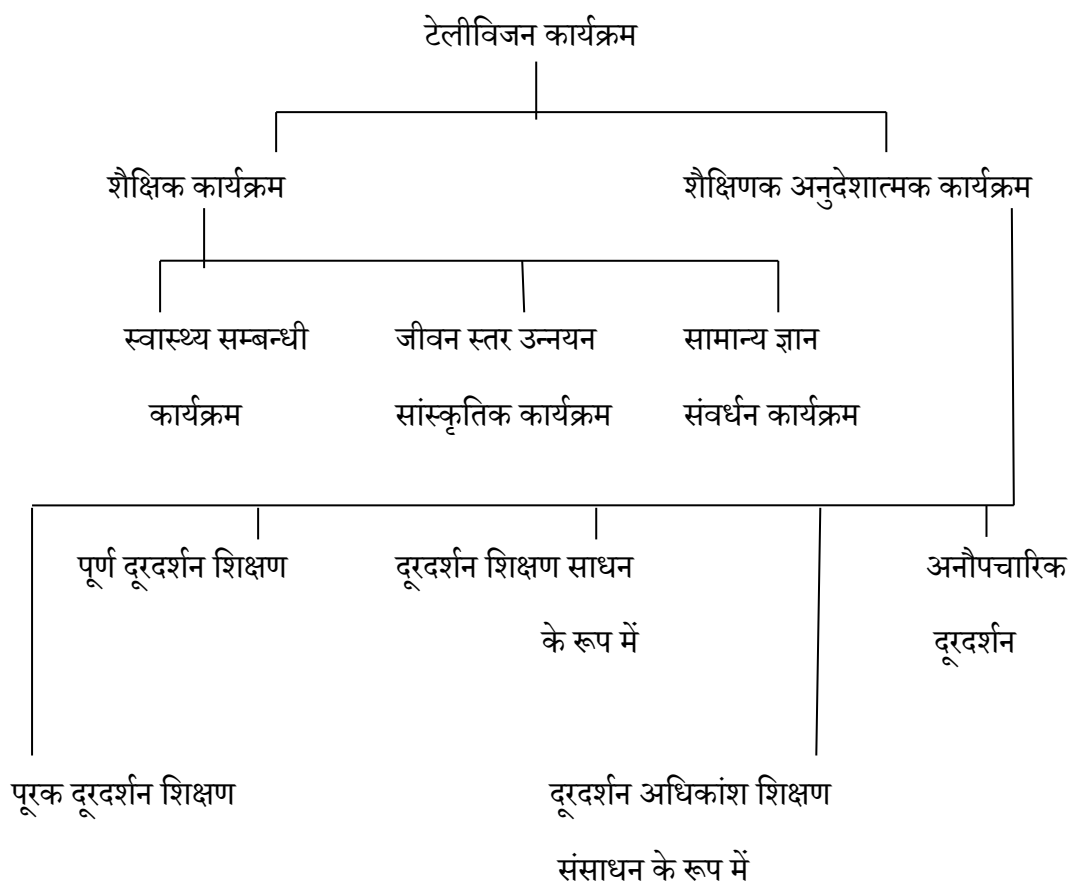 टेलीविजन कार्यक्रम
शैक्षिक कार्यक्रम शैक्षिणक अनुदेशात्मक कार्यक्रम
स्वास्थ्य सम्बन्धी जीवन स्तर उन्नयन सामान्य ज्ञान
कार्यक्रम सांस्कृतिक कार्यक्रम संवर्धन कार्यक्रम
पूर्ण दूरदर्शन शिक्षण दूरदर्शन शिक्षण साधन अनौपचारिक
के रूप में दूरदर्शन
पूरक दूरदर्शन शिक्षण दूरदर्शन अधिकांश शिक्षण
संसाधन के रूप में